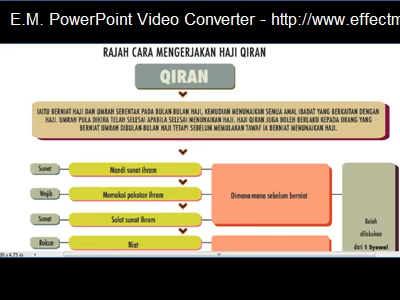 E.M. PowerPoint Video Converter - http://www.effectm
RAJAH CARA MENGERJAKAN HAJI QIRAN
QIRAN
IAITU BERNIAT HAJI DAN UMRAH SERENTAK PADA BULAN-BULAN HAJI, KEMUDIAN MENUNAIKAN SEMUA AMAL IBADAT YANG BERKAITAN DENGAN
HAJI. UMRAH PULA DIKIRA TELAH SELESAI APABILA SELESAI MENUNAIKAN HAJI. HAJI QIRAN JUGA BOLEH BERLAKU KEPADA ORANG YANG
BERNIAT UMRAH DIBULAN-BULAN HAJI TETAPI SEBELUM MEMULAKAN TAWAF IA BERNIAT MENUNAIKAN HAJI.
Sunat
Mandi sunat ihram
Wajib
Memakai pakaian ihram
Dimana-mana sebelum berniat
Sunat
Solat sunat ihram
Boleh
dilakukan
dari 1 Syawal
Rukun
Niat
00 x 4.75 in